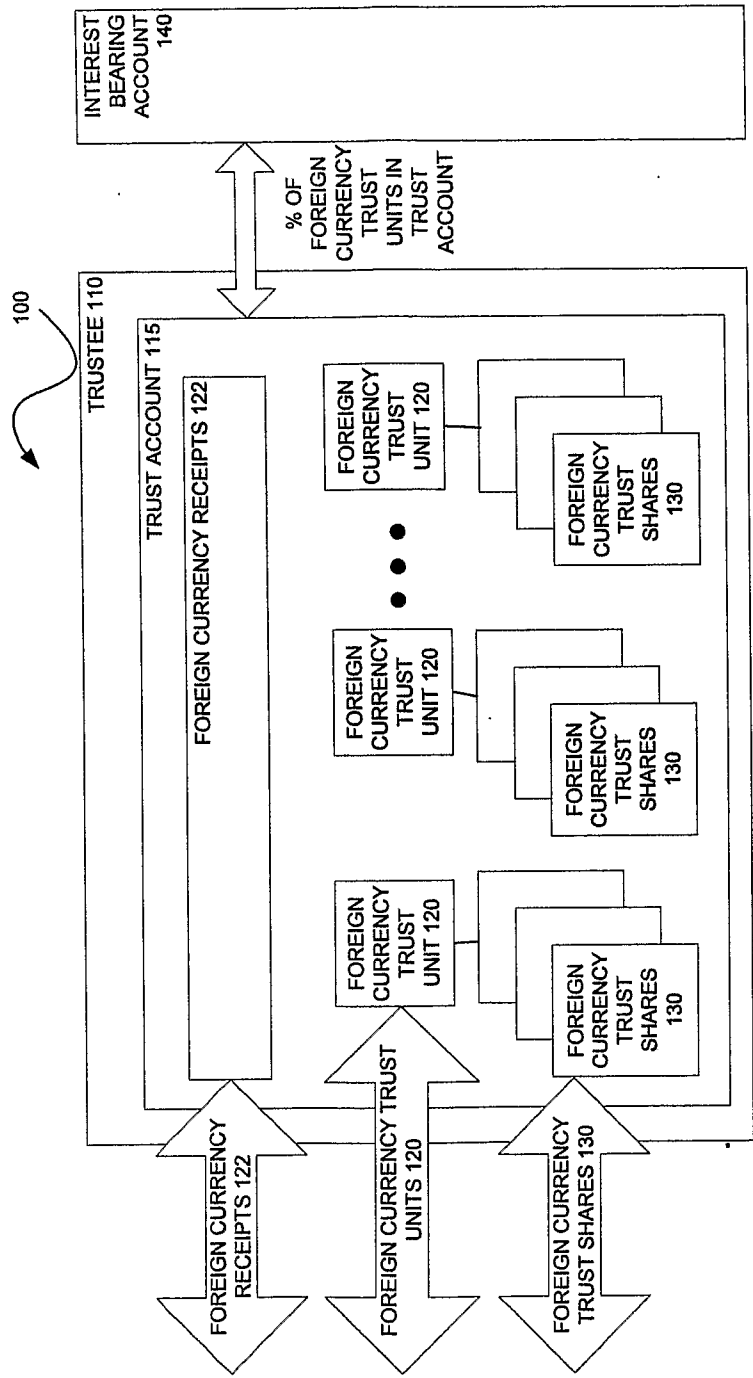 100
TRUSTEE 110
TRUST ACCOUNT 115
FOREIGN CURRENCY RECEIPTS 122
FOREIGN CURRENCY
RECEIPTS 122
FOREIGN CURRENCY TRUST
UNITS 120
FOREIGN CURRENCY
TRUST SHARES 130
FOREIGN
CURRENCY
TRUST
UNIT 120
FOREIGN
CURRENCY
TRUST
SHARES
130
FOREIGN
CURRENCY
TRUST
UNIT 120
FOREIGN
CURRENCY
TRUST
SHARES
130
FOREIGN
CURRENCY
TRUST
UNIT 120
FOREIGN
CURRENCY
TRUST
SHARES
130
% OF
FOREIGN
CURRENCY
TRUST
UNITS IN
TRUST
ACCOUNT
INTEREST
BEARING
ACCOUNT
140